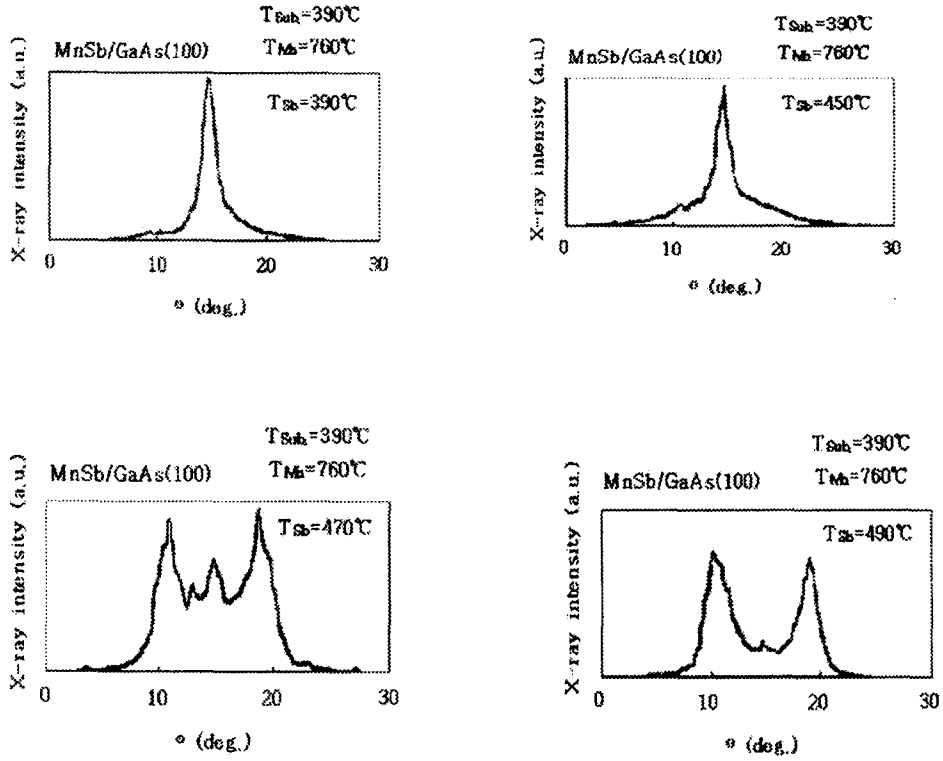 TSub.=390℃
MnSb/GaAs(100) TMn=760℃
TSb=390℃
X-ray intensity (a.u.)
0 10 20 30
θ (deg.)
TSub.=390℃
MnSb/GaAs(100) TMn=760℃
TSb=450℃
X-ray intensity (a.u.)
0 10 20 30
θ (deg.)
TSub.=390℃
MnSb/GaAs(100) TMn=760℃
TSb=470℃
X-ray intensity (a.u.)
0 10 20 30
θ (deg.)
TSub.=390℃
MnSb/GaAs(100) TMn=760℃
TSb=490℃
X-ray intensity (a.u.)
0 10 20 30
θ (deg.)